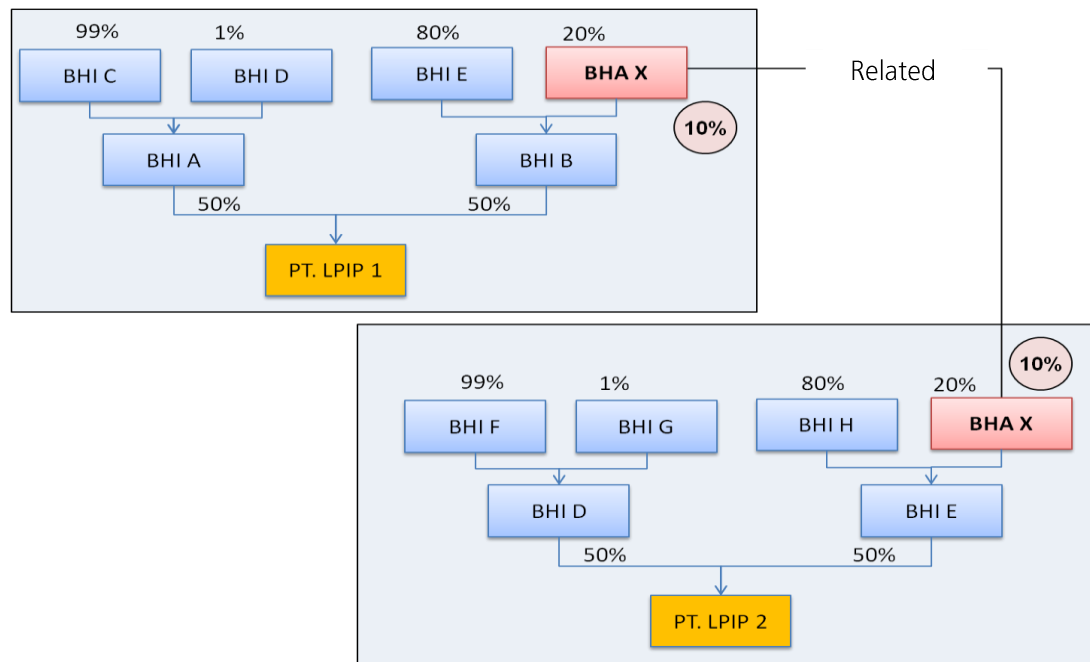 99% 1% 80% 20%
BHI C BHI D BHI E BHA X Related
10%
BHI A BHI B
50% 50%
PT. LPIP 1
10%
99% 1% 80% 20%
BHI F BHI G BHI H BHA X
BHI D BHI E
50% 50%
PT. LPIP 2